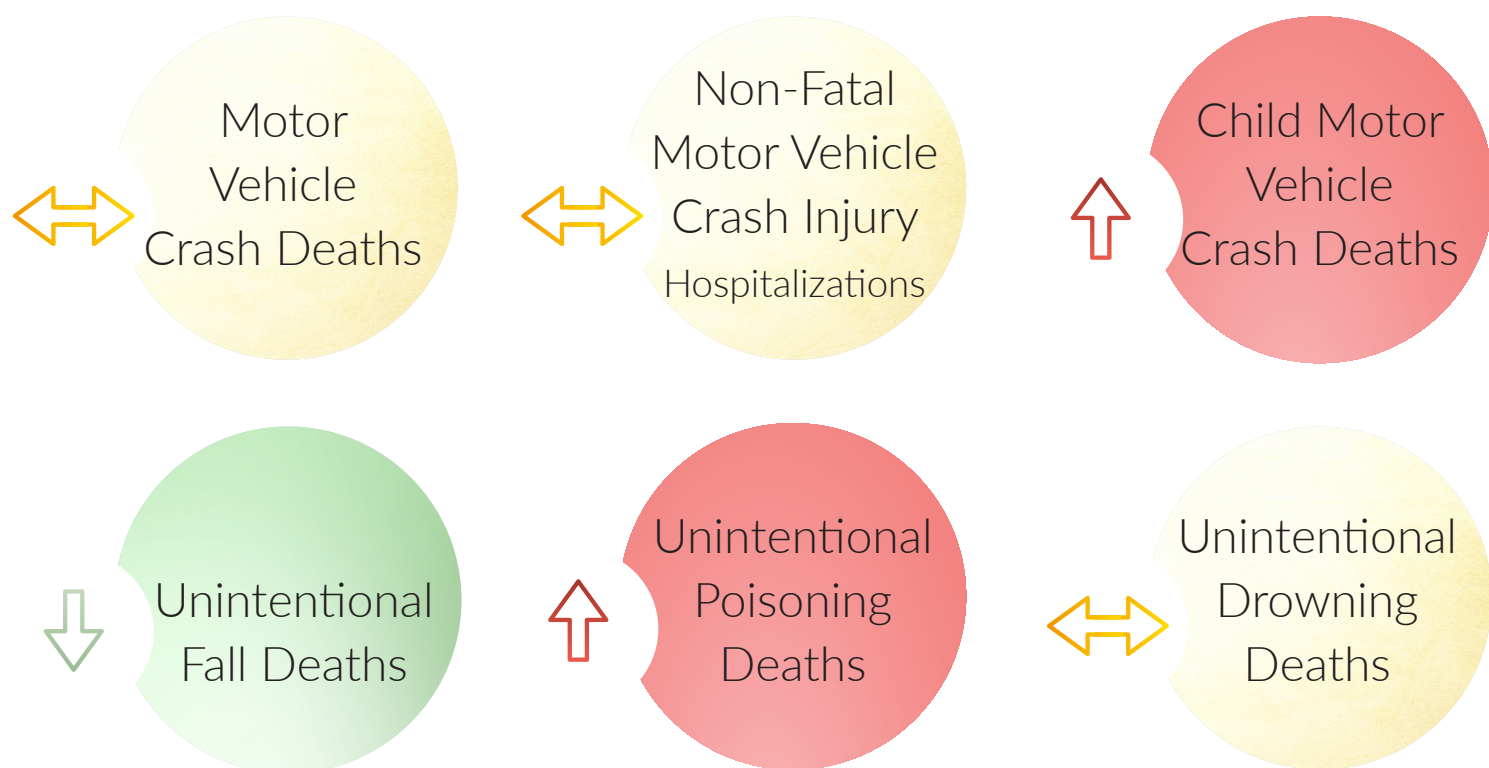 Motor
Vehicle
Crash Deaths
Non-Fatal
Motor Vehicle
Crash Injury
Hospitalizations
Child Motor
Vehicle
Crash Deaths
Unintentional
Fall Deaths
Unintentional
Poisoning
Deaths
Unintentional
Drowning
Deaths